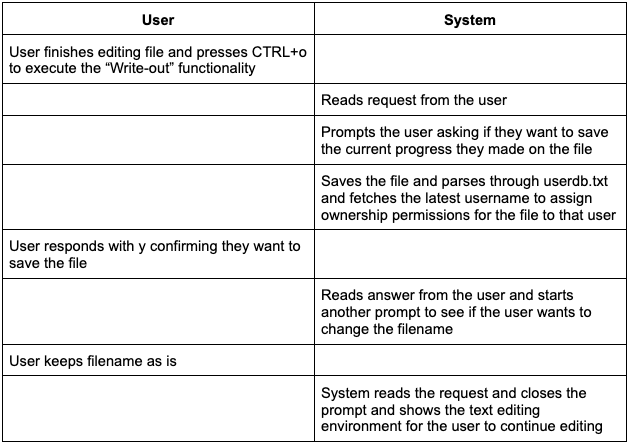 User
System
User finishes editing file and presses CTRL+o
to execute the “Write-out” functionality
Reads request from the user
Prompts the user asking if they want to save
the current progress they made on the file
Saves the file and parses through userdb.txt
and fetches the latest username to assign
ownership permissions for the file to that user
User responds with y confirming they want to
save the file
Reads answer from the user and starts
another prompt to see if the user wants to
change the filename
User keeps filename as is
System reads the request and closes the
prompt and shows the text editing
environment for the user to continue editing